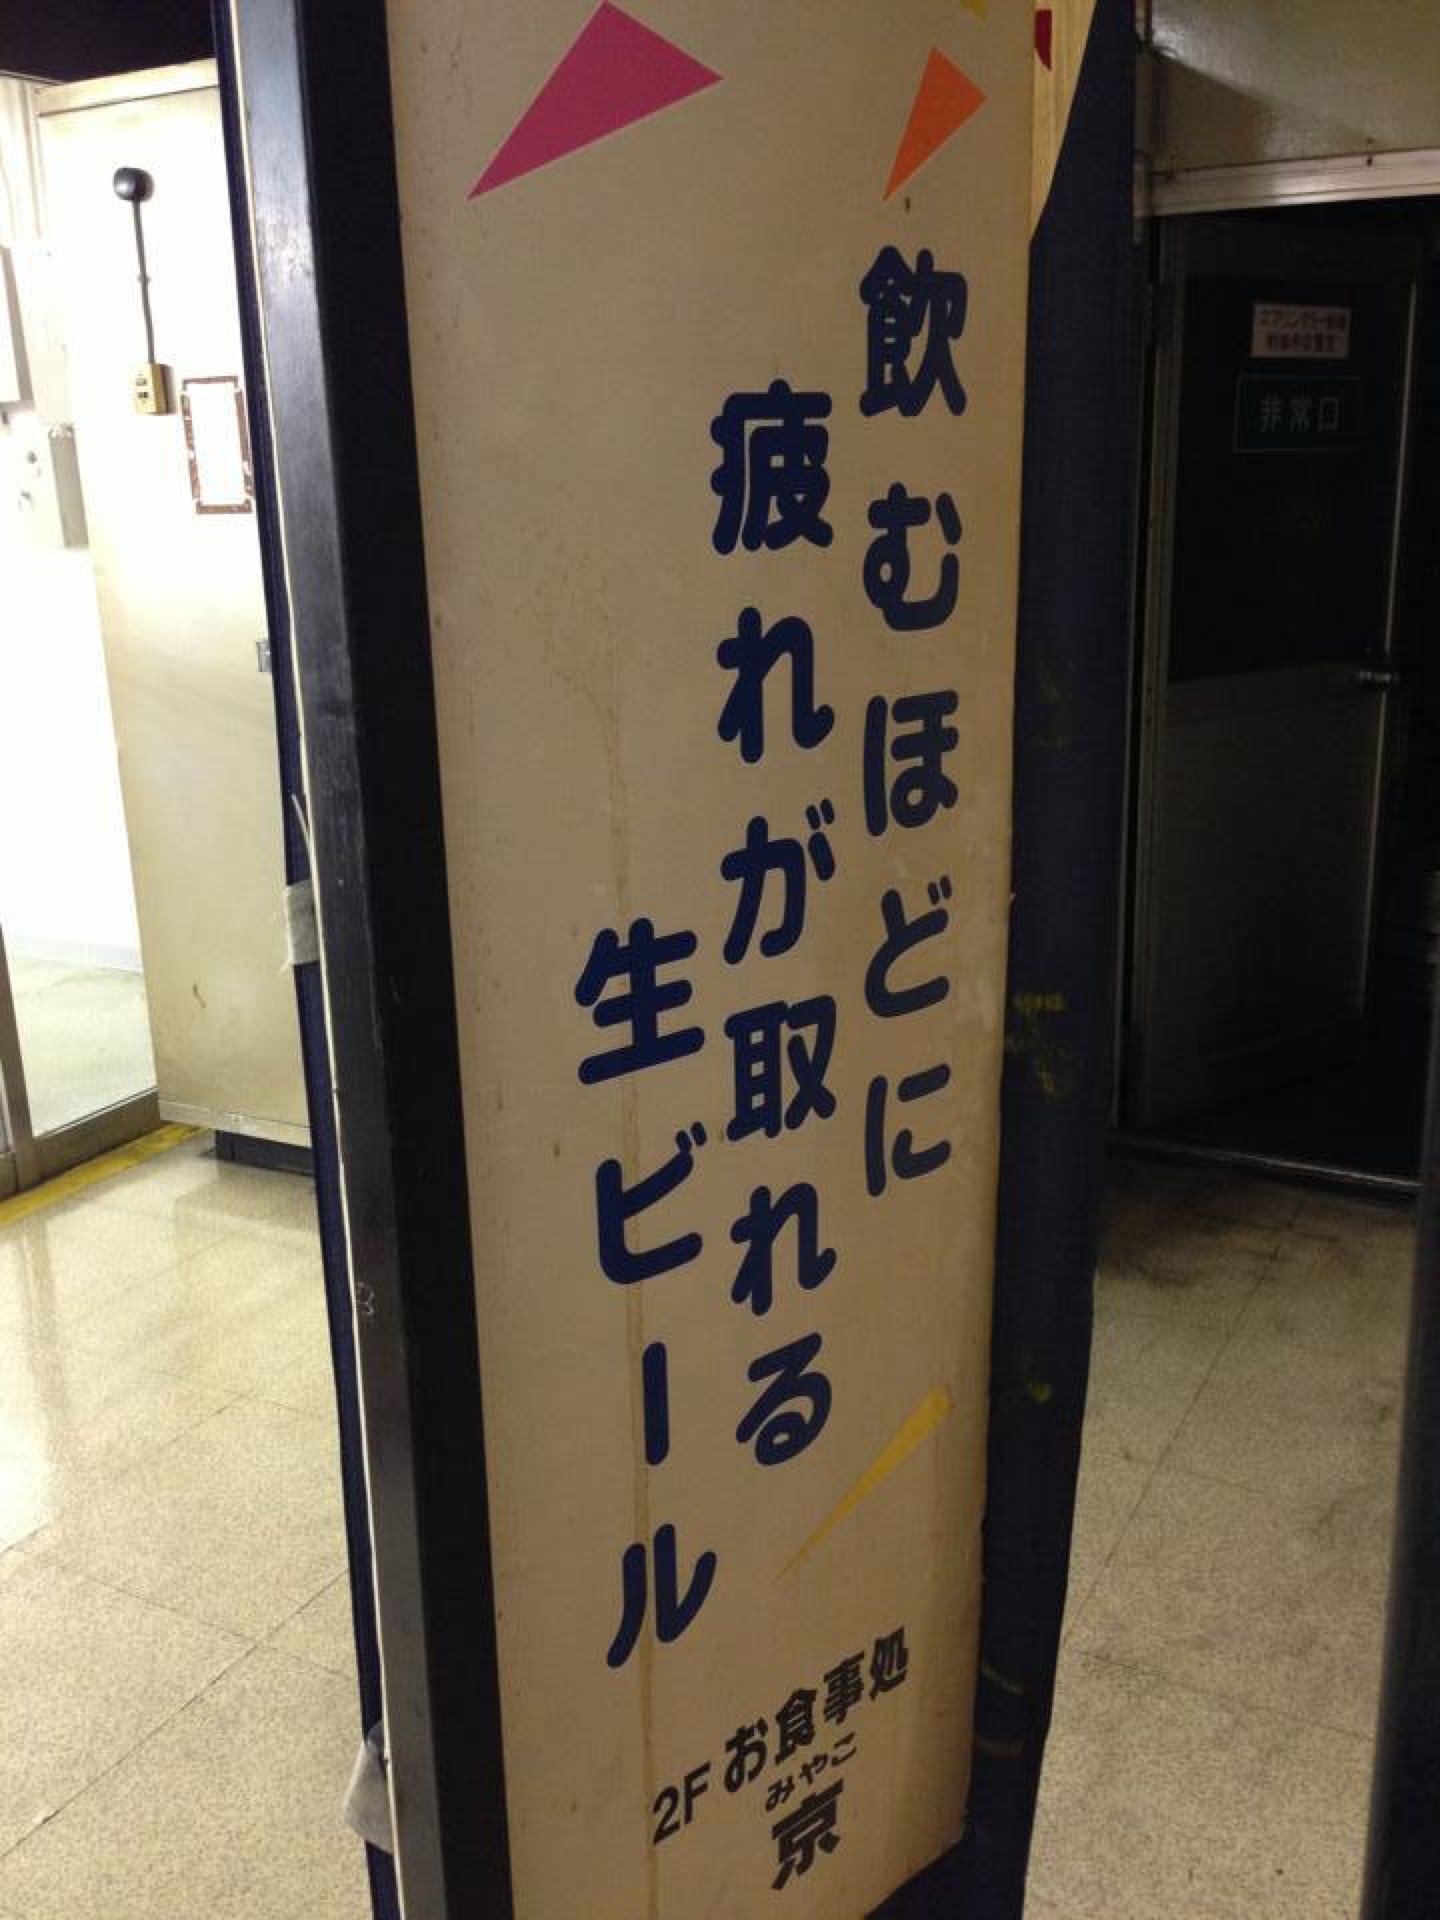 飲むほどに
疲れが取れる
生ビール
2F お食事処
みやこ
京
非常口